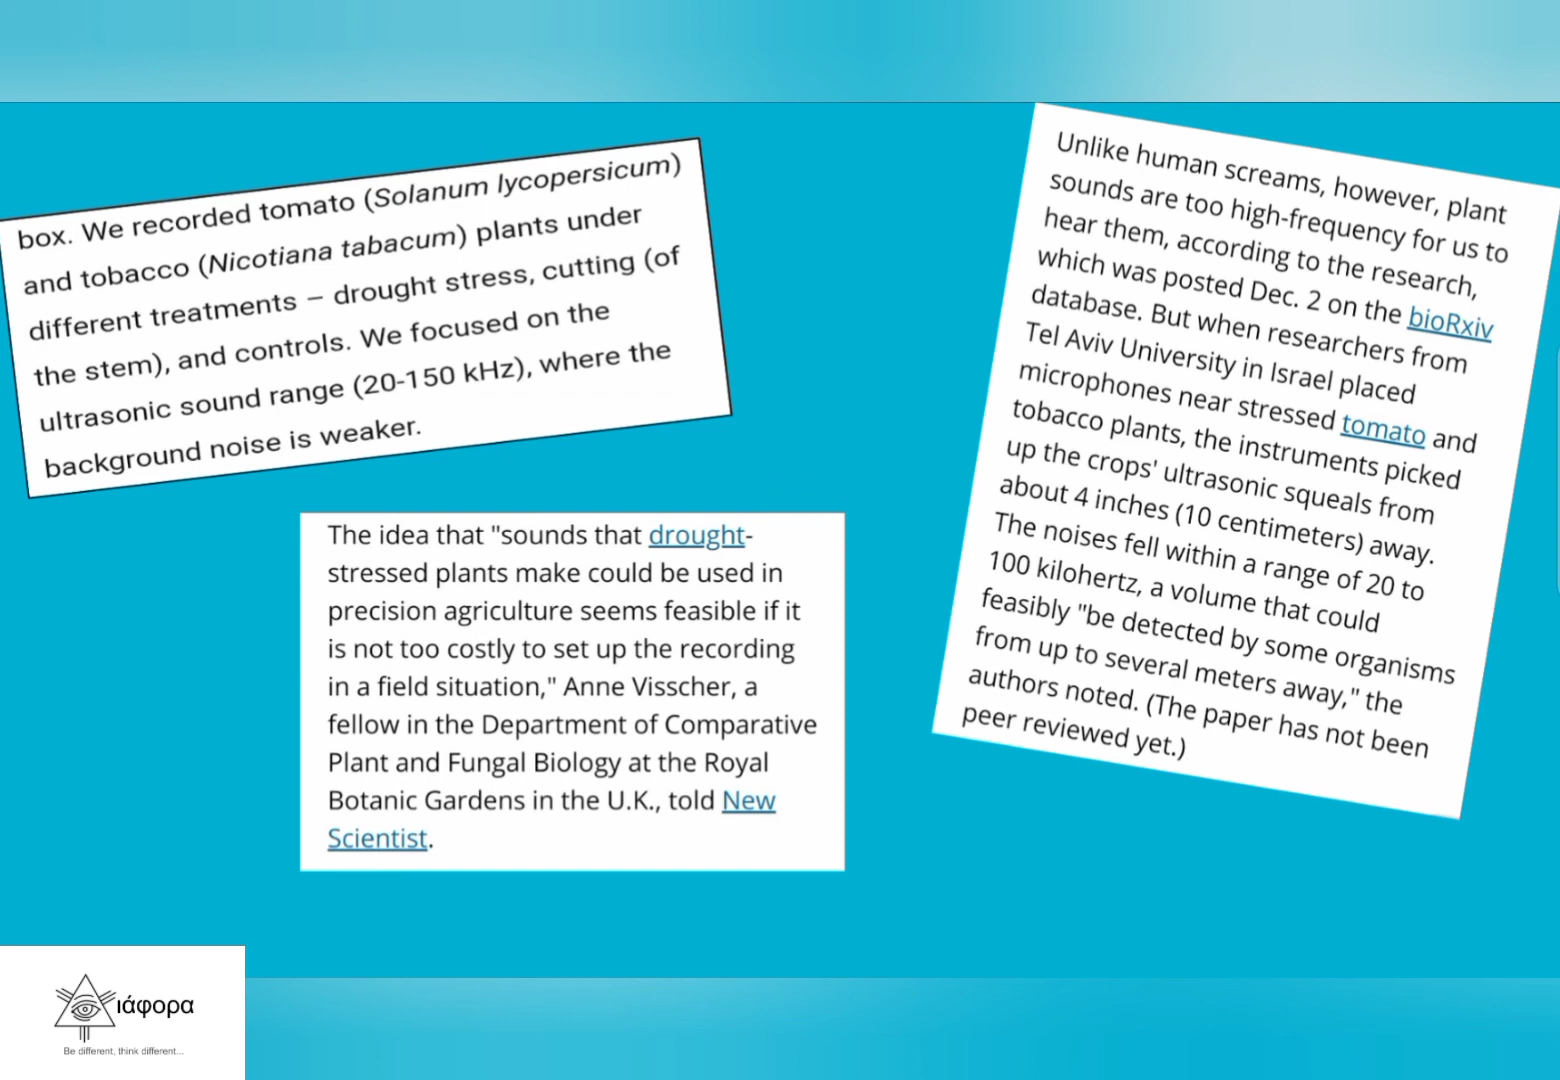 box. We recorded tomato (Solanum lycopersicum)
and tobacco (Nicotiana tabacum) plants under
different treatments – drought stress, cutting (of
the stem), and controls. We focused on the
ultrasonic sound range (20-150 kHz), where the
background noise is weaker.
The idea that "sounds that drought-
stressed plants make could be used in
precision agriculture seems feasible if it
is not too costly to set up the recording
in a field situation," Anne Visscher, a
fellow in the Department of Comparative
Plant and Fungal Biology at the Royal
Botanic Gardens in the U.K., told New
Scientist.
Unlike human screams, however, plant
sounds are too high-frequency for us to
hear them, according to the research,
which was posted Dec. 2 on the bioRxiv
database. But when researchers from
Tel Aviv University in Israel placed
microphones near stressed tomato and
tobacco plants, the instruments picked
up the crops' ultrasonic squeals from
about 4 inches (10 centimeters) away.
The noises fell within a range of 20 to
100 kilohertz, a volume that could
feasibly "be detected by some organisms
from up to several meters away," the
authors noted. (The paper has not been
peer reviewed yet.)
ιάφορα
Be different, think different...